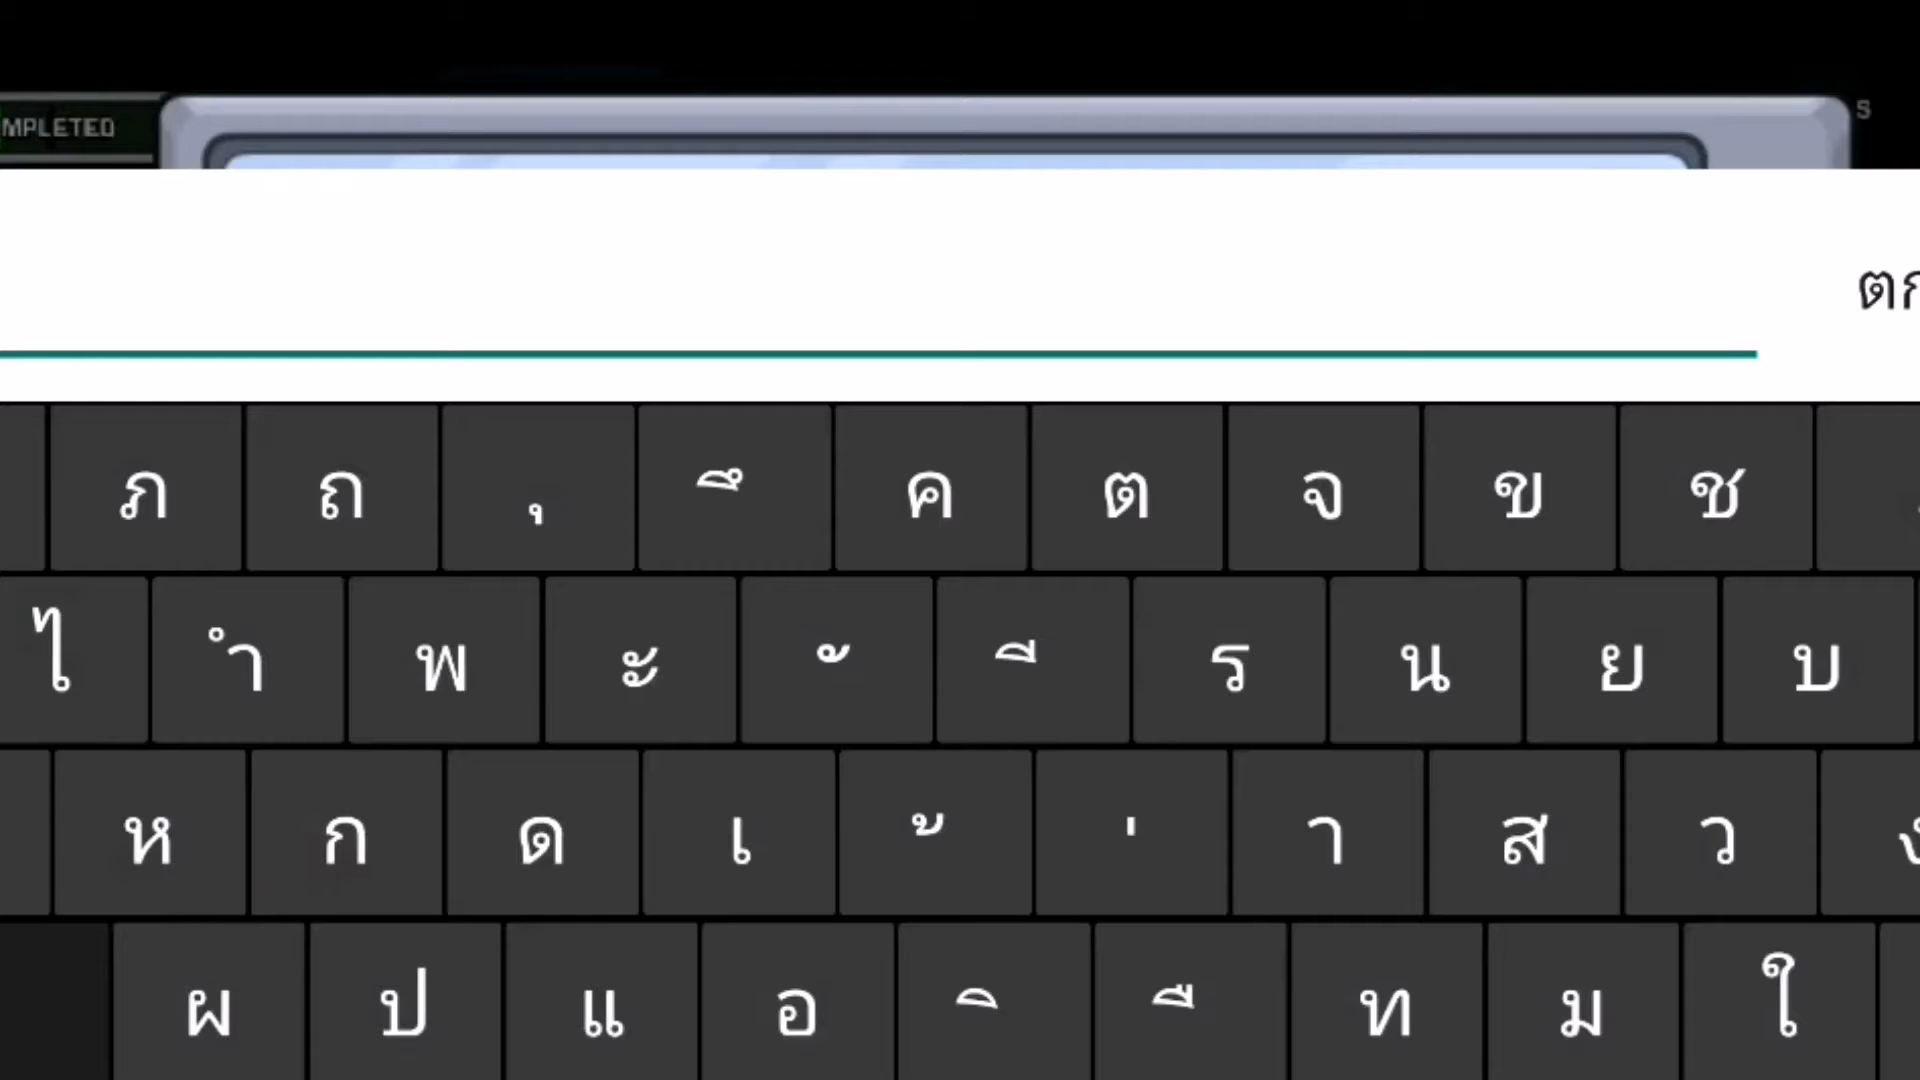 MPLETED
S
ตก
ภ ถ ุ ึ ค ต จ ข ช
ไ ำ พ ะ ั ี ร น ย บ
ห ก ด เ ้ ่ า ส ว ง
ผ ป แ อ ิ ื ท ม ใ